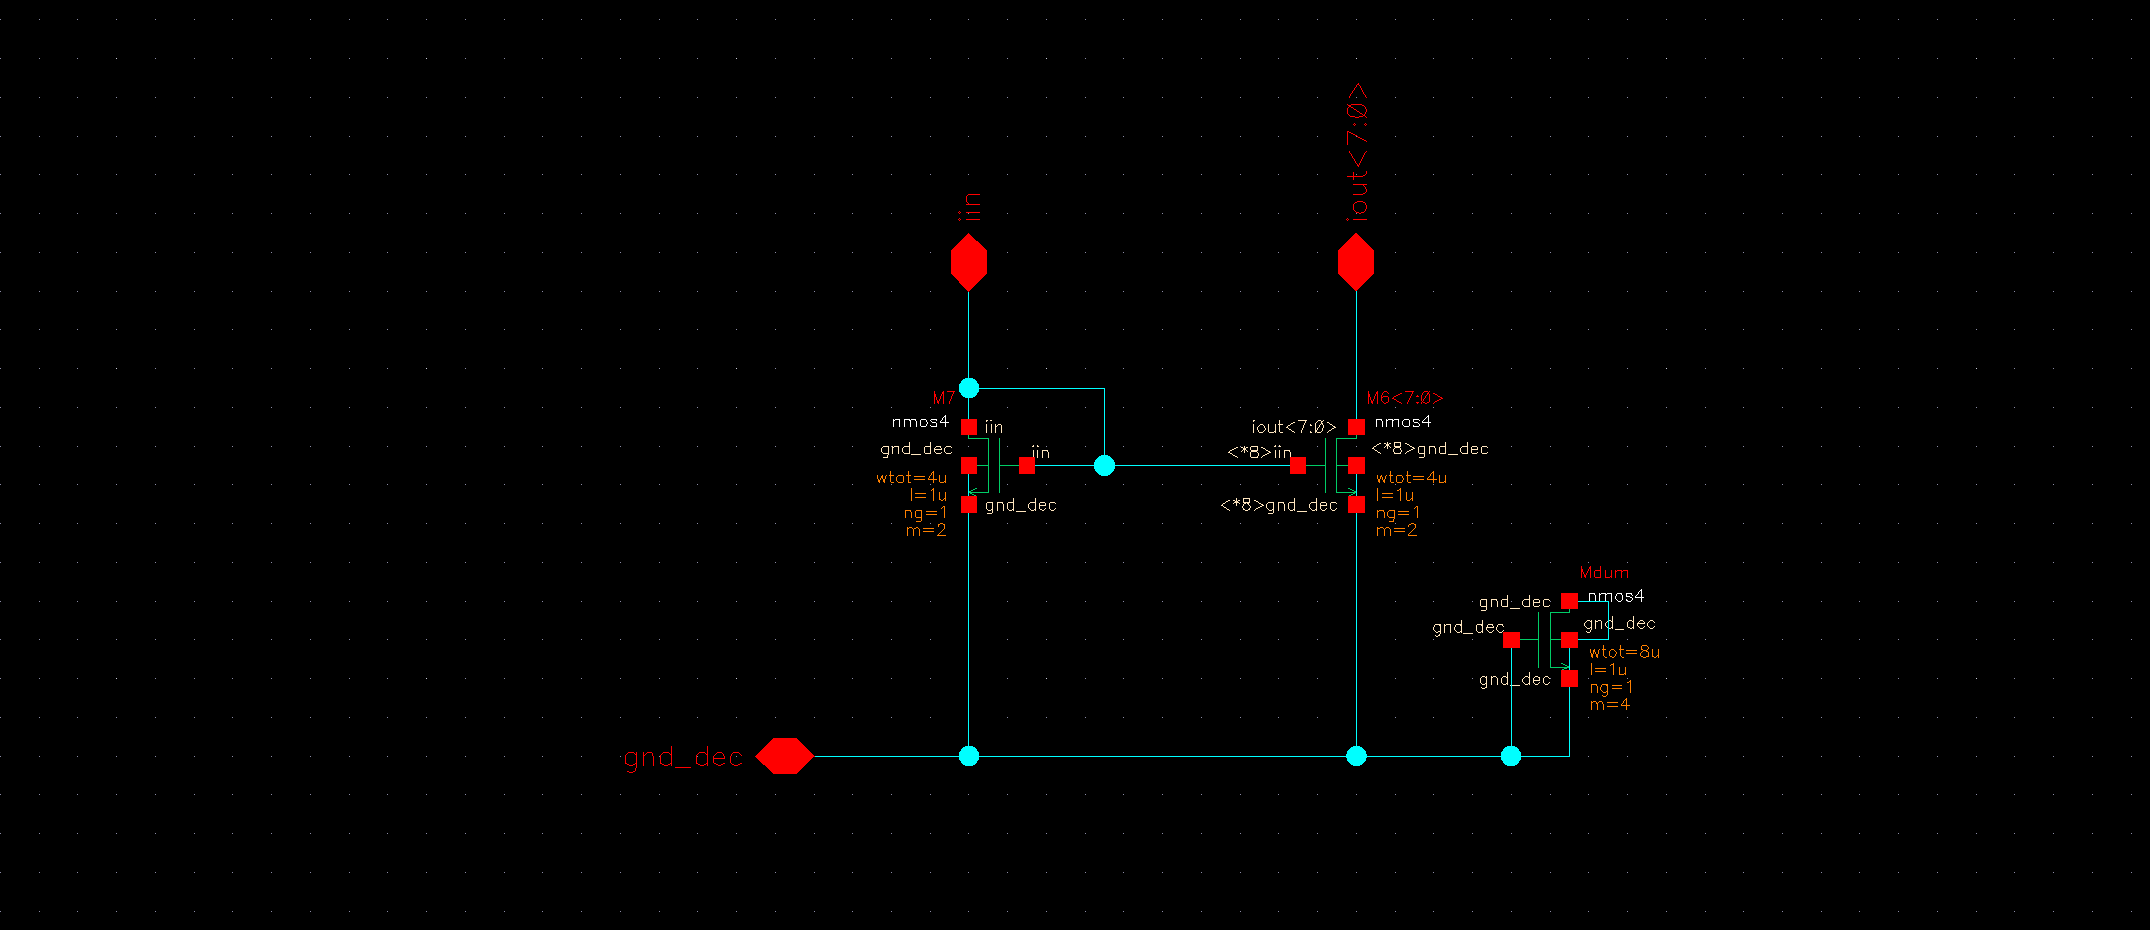 iout<7:0>
iin
M7
nmos4
iin
gnd_dec
iin
wtot=4u
l=1u
ng=1
m=2
gnd_dec
M6<7:0>
iout<7:0>
nmos4
<*8>iin
<*8>gnd_dec
wtot=4u
l=1u
ng=1
m=2
<*8>gnd_dec
Mdum
gnd_dec
nmos4
gnd_dec
gnd_dec
wtot=8u
l=1u
ng=1
m=4
gnd_dec
gnd_dec